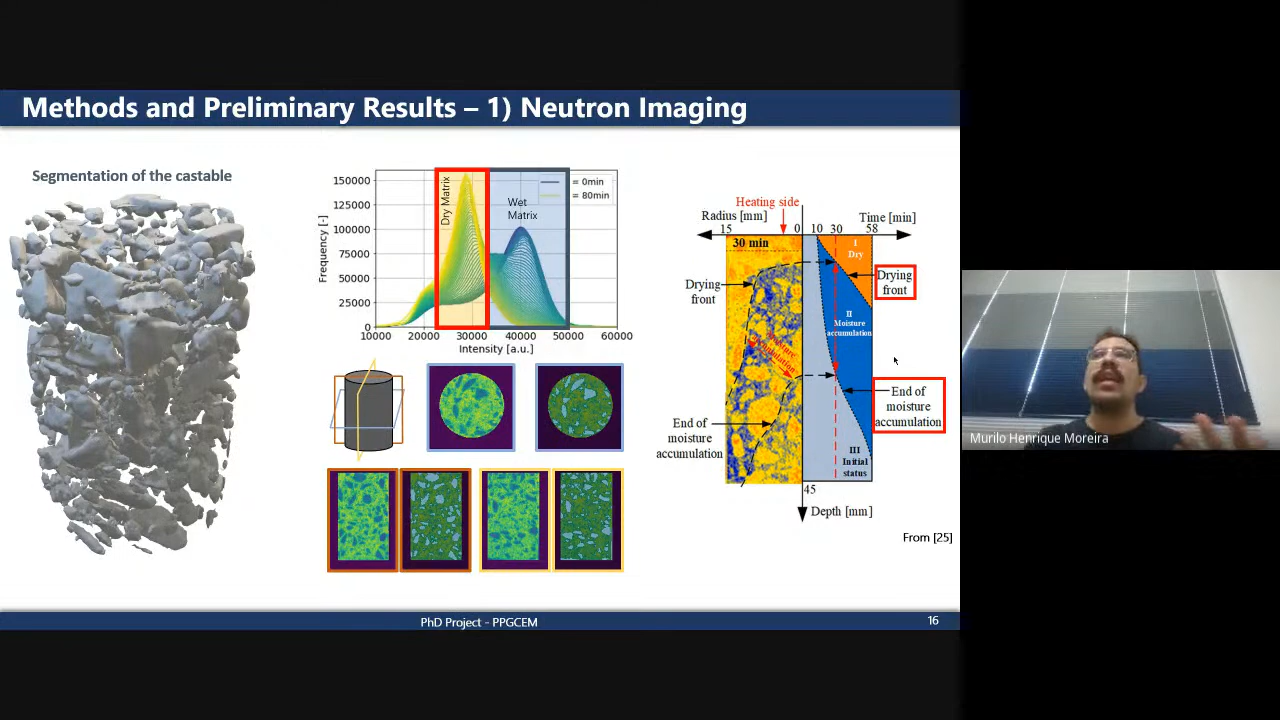 Methods and Preliminary Results – 1) Neutron Imaging
Segmentation of the castable
150000
125000
100000
75000
50000
25000
0
Frequency [-]
10000 20000 30000 40000 50000 60000
Intensity [a.u.]
Dry Matrix
Wet
Matrix
= 0min
= 80min
Heating side
Radius [mm]
Time [min]
15 0 10 30 58
30 min
Drying
front
End of
moisture
accumulation
I
Dry
II
Moisture
accumulation
III
Initial
status
Drying
front
End of
moisture
accumulation
45
Depth [mm]
From [25]
PhD Project - PPGCEM
16
Murilo Henrique Moreira